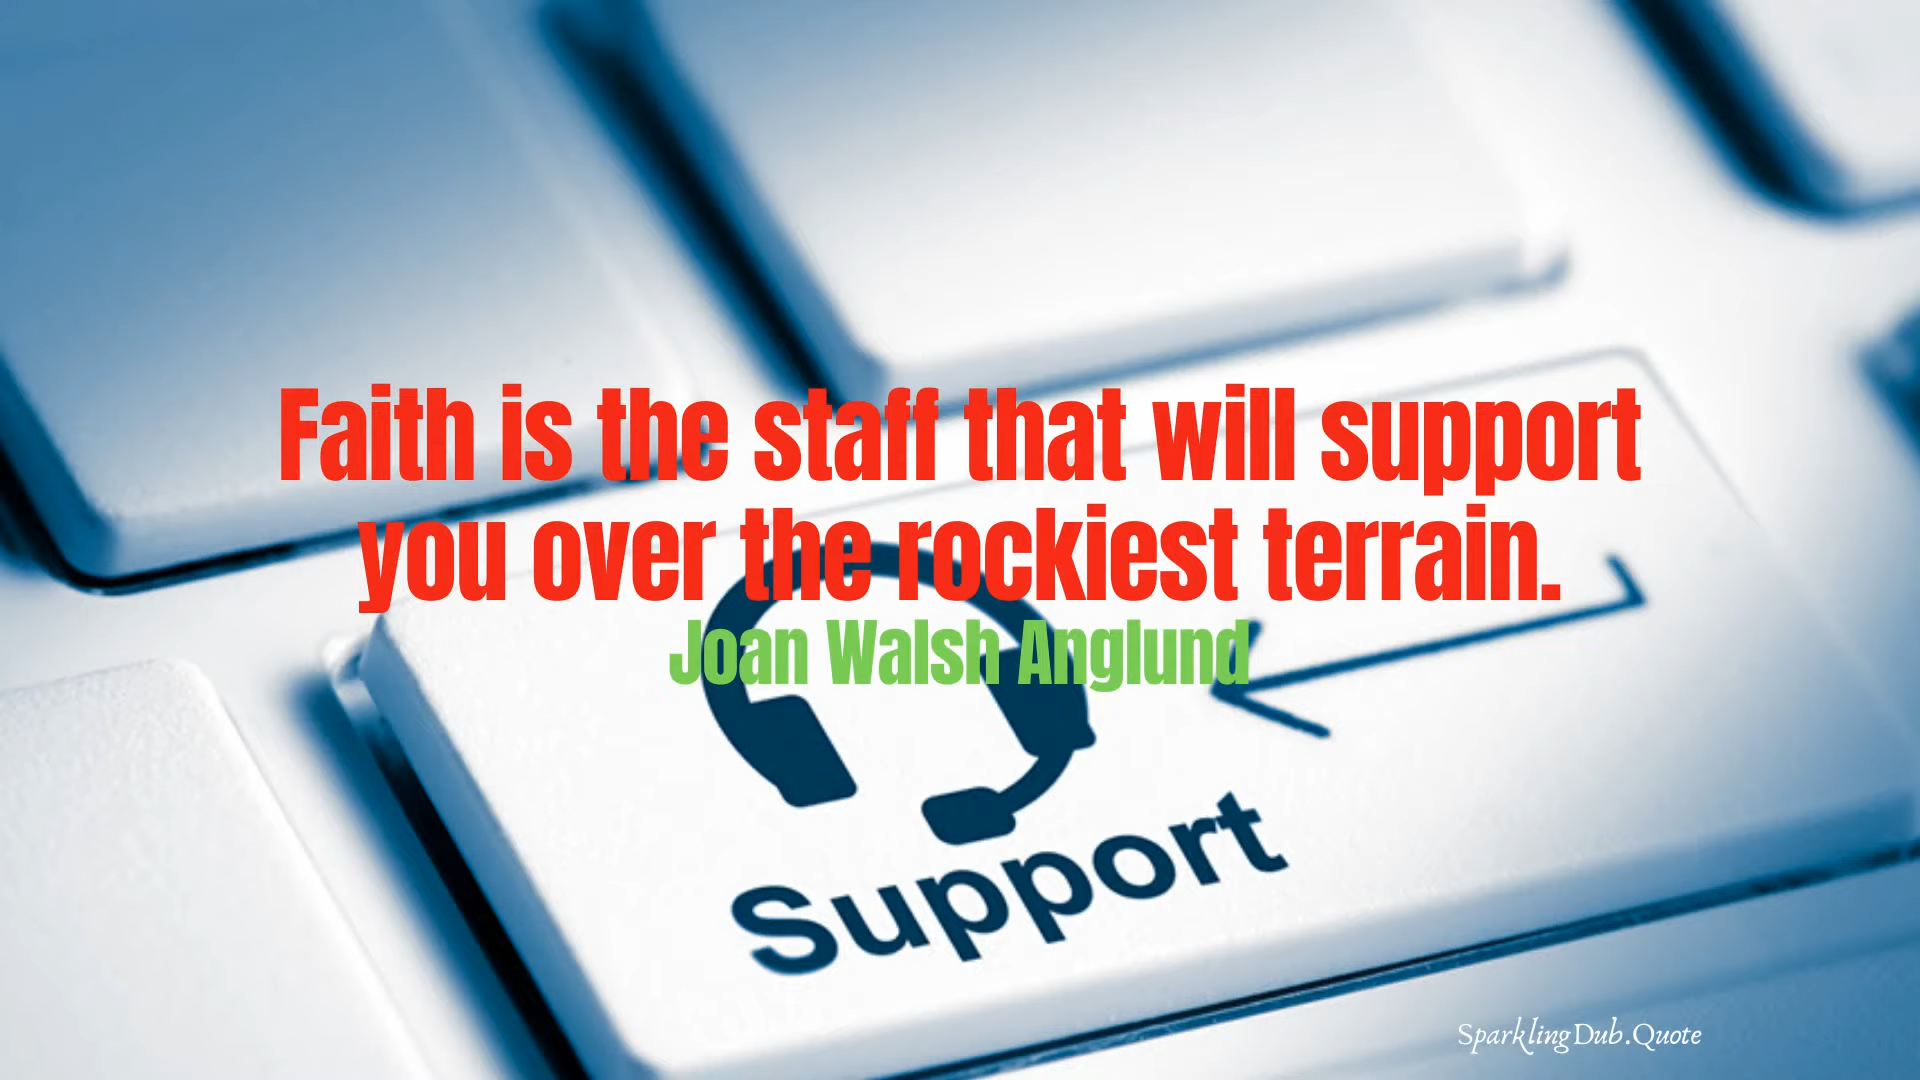 Faith is the staff that will support
you over the rockiest terrain.
Joan Walsh Anglund
Support
SparklingDub.Quote